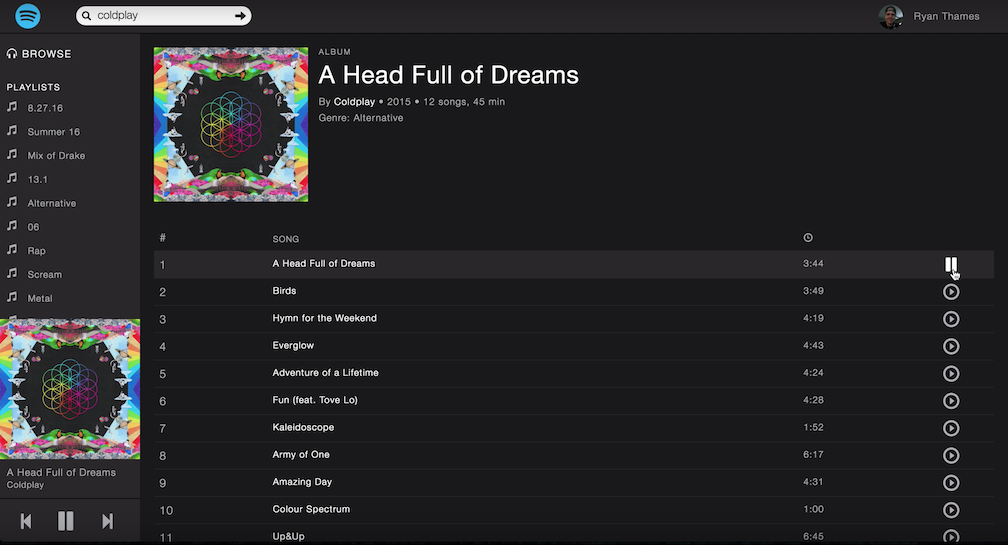 coldplay
Ryan Thames
BROWSE
PLAYLISTS
8.27.16
Summer 16
Mix of Drake
13.1
Alternative
06
Rap
Scream
Metal
A Head Full of Dreams
Coldplay
ALBUM
A Head Full of Dreams
By Coldplay • 2015 • 12 songs, 45 min
Genre: Alternative
# SONG
1 A Head Full of Dreams 3:44
2 Birds 3:49
3 Hymn for the Weekend 4:19
4 Everglow 4:43
5 Adventure of a Lifetime 4:24
6 Fun (feat. Tove Lo) 4:28
7 Kaleidoscope 1:52
8 Army of One 6:17
9 Amazing Day 4:31
10 Colour Spectrum 1:00
11 Up&Up 6:45